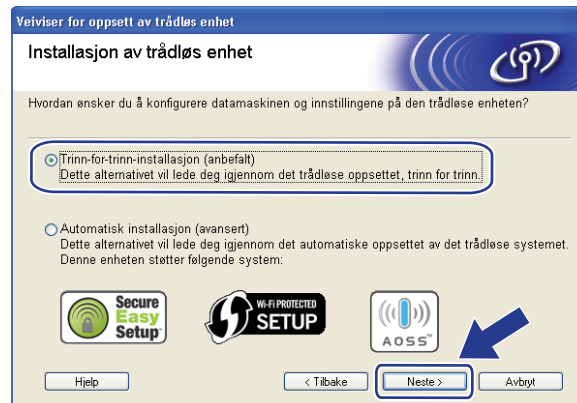 Veiviser for oppsett av trådløs enhet
Installasjon av trådløs enhet
Hvordan ønsker du å konfigurere datamaskinen og innstillingene på den trådløse enheten?
Trinn-for-trinn-installasjon (anbefalt)
Dette alternativet vil lede deg igjennom det trådløse oppsettet, trinn for trinn.
Automatisk installasjon (avansert)
Dette alternativet vil lede deg igjennom det automatiske oppsettet av det trådløse systemet.
Denne enheten støtter følgende system:
Secure
Easy
Setup™
Wi-Fi PROTECTED
SETUP
AOSS™
Hjelp
< Tilbake
Neste >
Avbryt